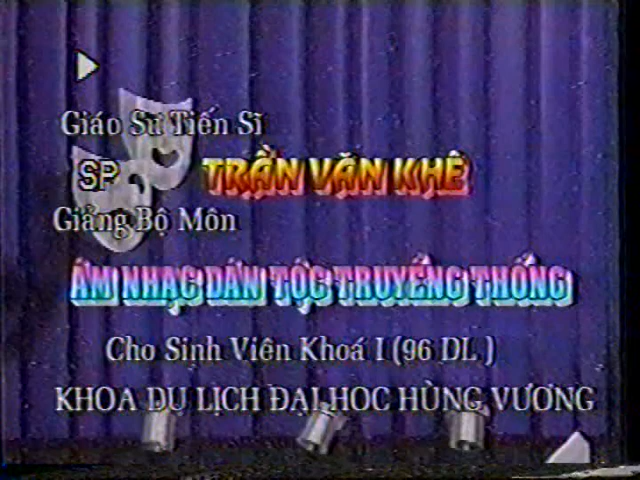 Giáo Sư Tiến Sĩ
SP
TRẦN VĂN KHÊ
Giảng Bộ Môn
ÂM NHẠC DÂN TỘC TRUYỀNG THỐNG
Cho Sinh Viên Khoá I (96 DL )
KHOA DU LỊCH ĐẠI HỌC HÙNG VƯƠNG